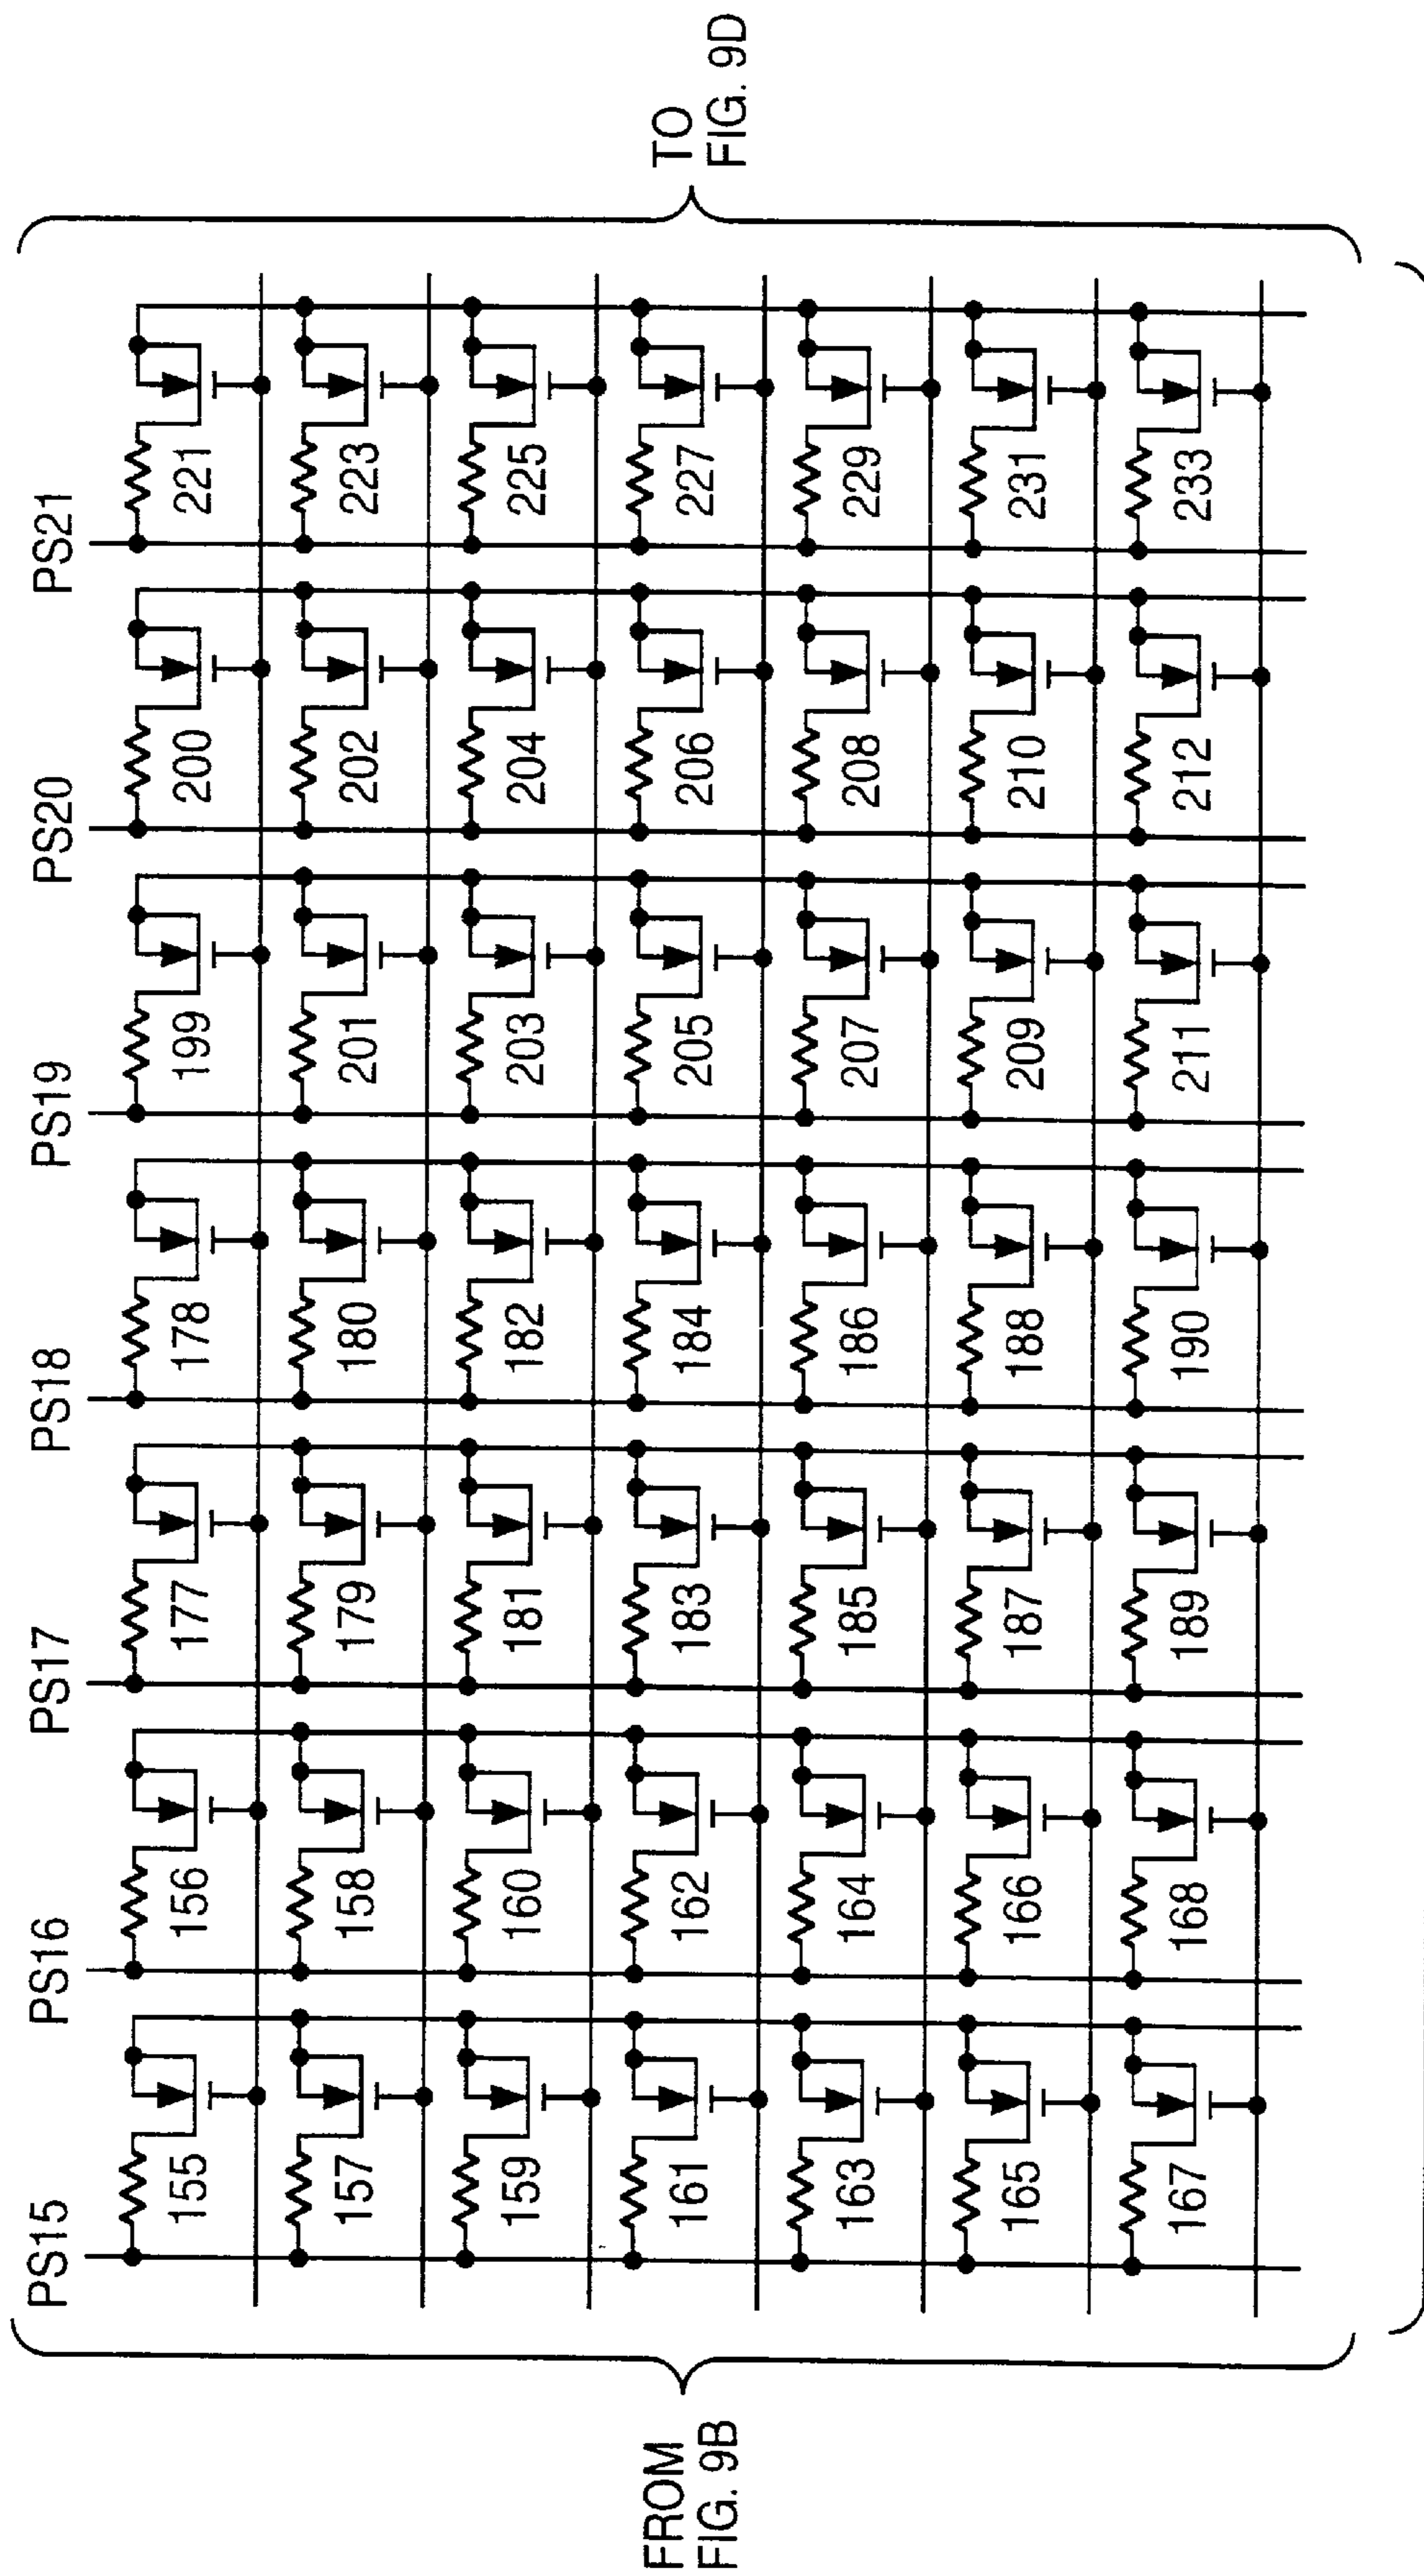 PS15 PS16 PS17 PS18 PS19 PS20 PS21
155 156 177 178 199 200 221
157 158 179 180 201 202 223
159 160 181 182 203 204 225
FROM
FIG. 9B
TO
FIG. 9D
161 162 183 184 205 206 227
163 164 185 186 207 208 229
165 166 187 188 209 210 231
167 168 189 190 211 212 233